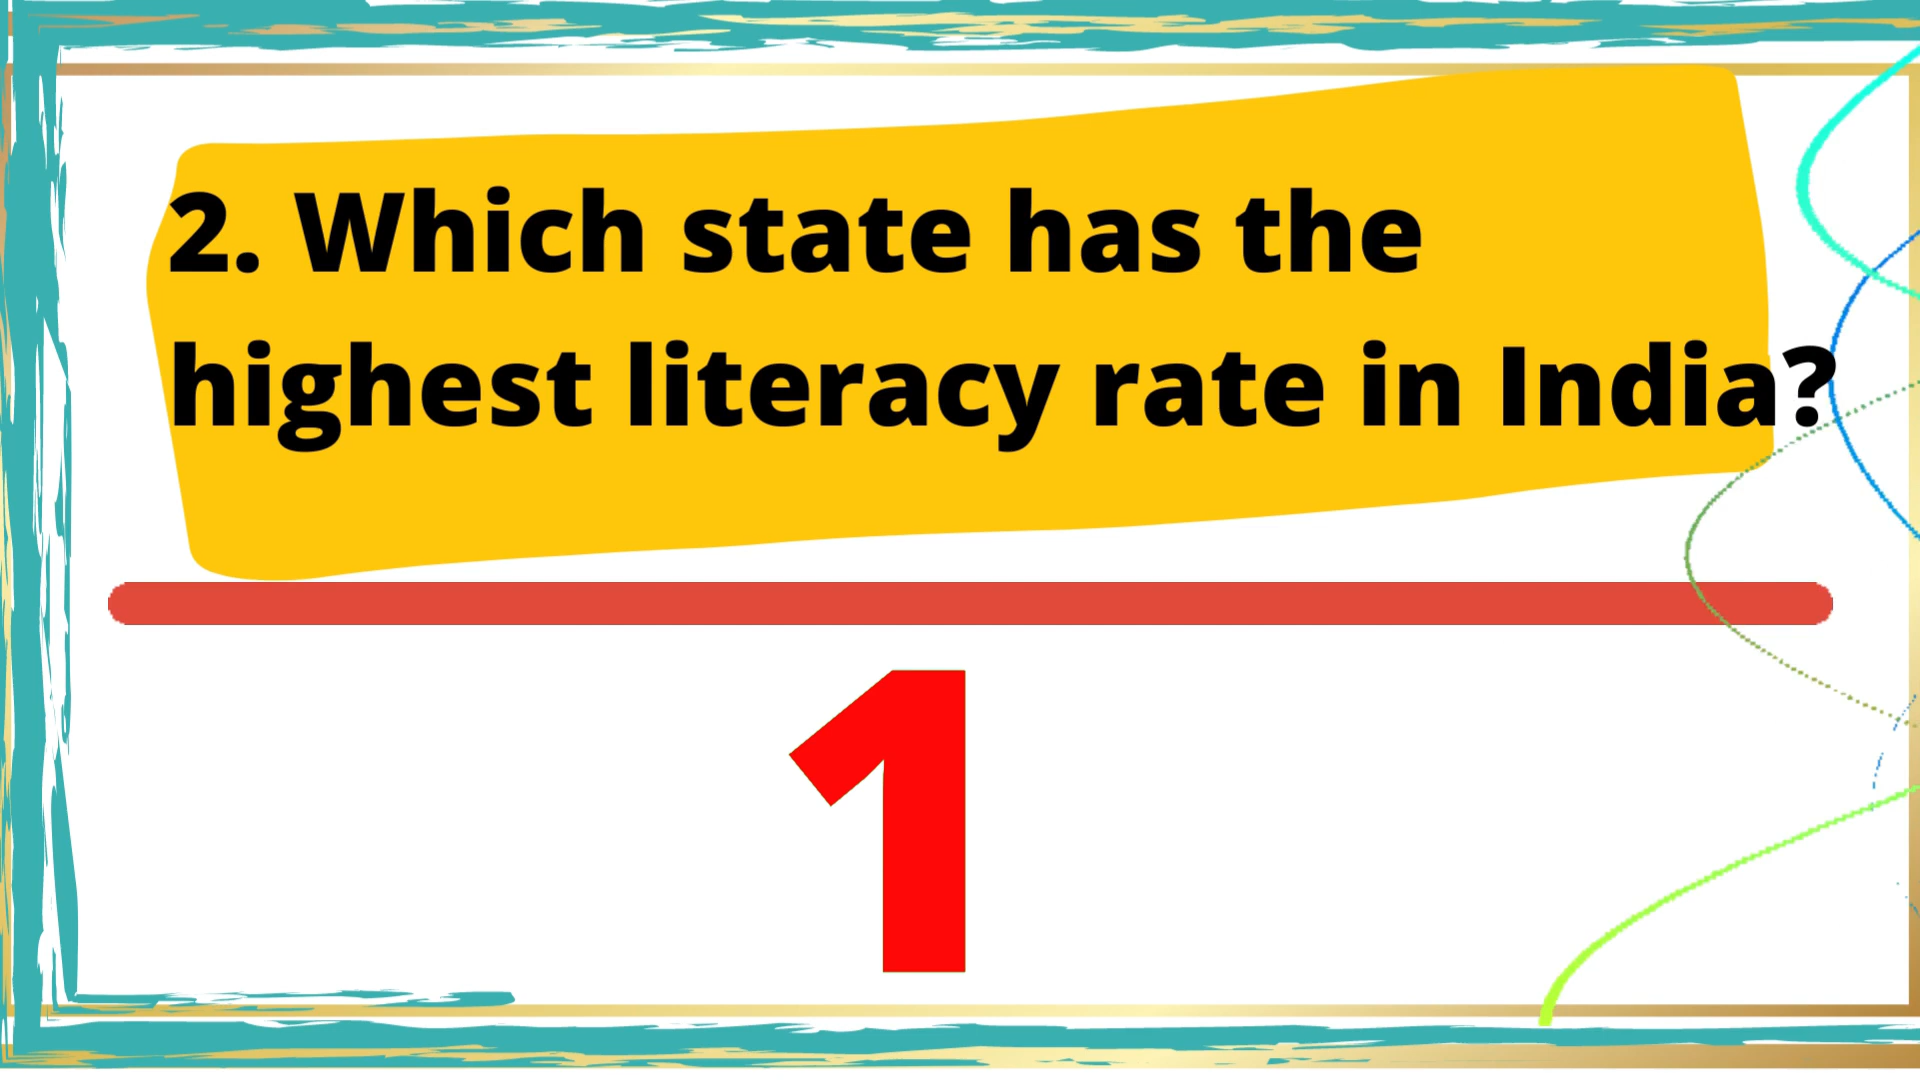 2. Which state has the
highest literacy rate in India?
1